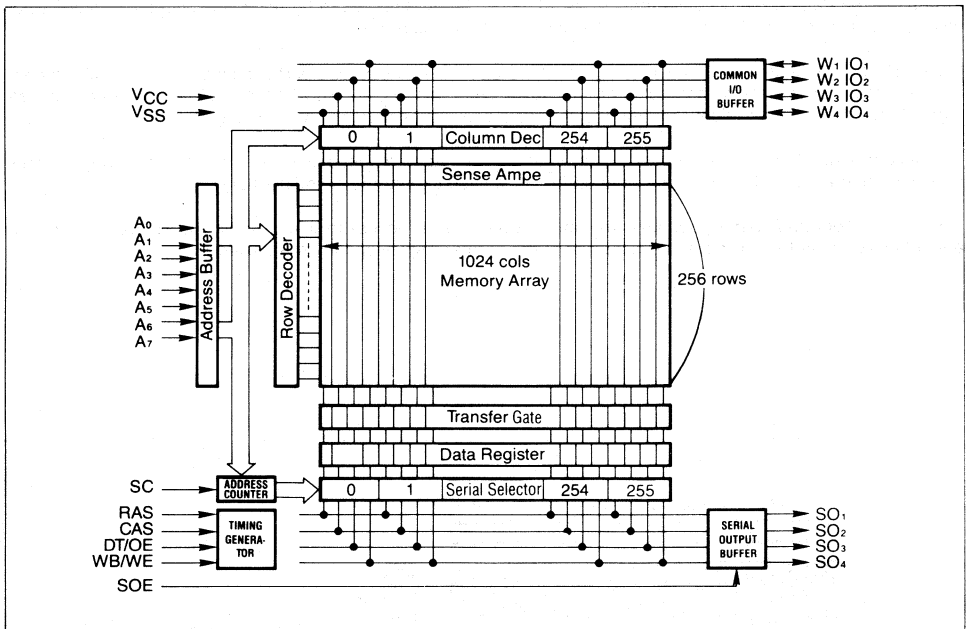 W₁ IO₁
W₂ IO₂
W₃ IO₃
W₄ IO₄
COMMON
I/O
BUFFER
VCC
VSS
0 1 Column Dec 254 255
Sense Ampe
A₀
A₁
A₂
A₃
A₄
A₅
A₆
A₇
Address Buffer
Row Decoder
1024 cols
Memory Array
256 rows
Transfer Gate
Data Register
SC
ADDRESS
COUNTER
0 1 Serial Selector 254 255
RAS
CAS
DT/OE
WB/WE
SOE
TIMING
GENERA-
TOR
SERIAL
OUTPUT
BUFFER
SO₁
SO₂
SO₃
SO₄